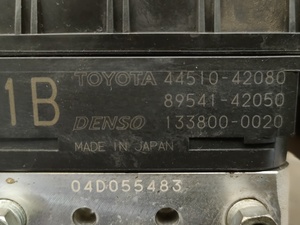 TOYOTA 44510-42080
1B
89541-42050
DENSO 133800-0020
MADE IN JAPAN
04D055483